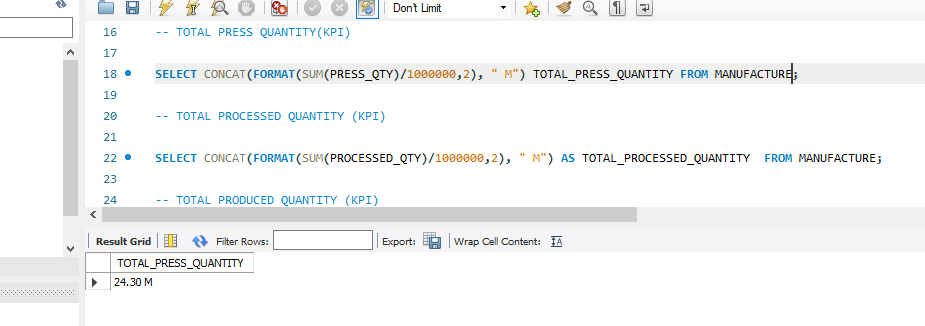 Don't Limit
16 -- TOTAL PRESS QUANTITY(KPI)
17
18 SELECT CONCAT(FORMAT(SUM(PRESS_QTY)/1000000,2), " M") TOTAL_PRESS_QUANTITY FROM MANUFACTURE;
19
20 -- TOTAL PROCESSED QUANTITY (KPI)
21
22 SELECT CONCAT(FORMAT(SUM(PROCESSED_QTY)/1000000,2), " M") AS TOTAL_PROCESSED_QUANTITY  FROM MANUFACTURE;
23
24 -- TOTAL PRODUCED QUANTITY (KPI)
Result Grid Filter Rows: Export: Wrap Cell Content: IA
TOTAL_PRESS_QUANTITY
24.30 M